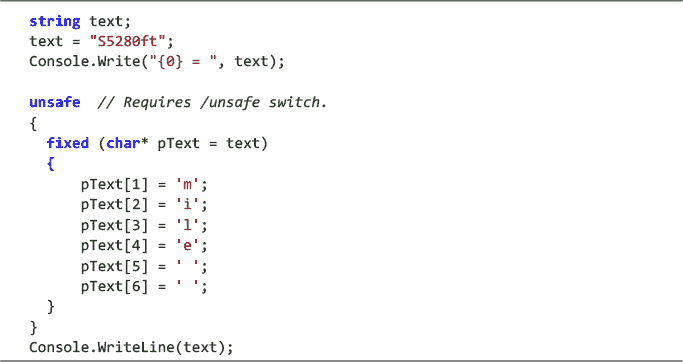 string text;
text = "S5280ft";
Console.Write("{0} = ", text);
unsafe  // Requires /unsafe switch.
{
  fixed (char* pText = text)
  {
      pText[1] = 'm';
      pText[2] = 'i';
      pText[3] = 'l';
      pText[4] = 'e';
      pText[5] = ' ';
      pText[6] = ' ';
  }
}
Console.WriteLine(text);